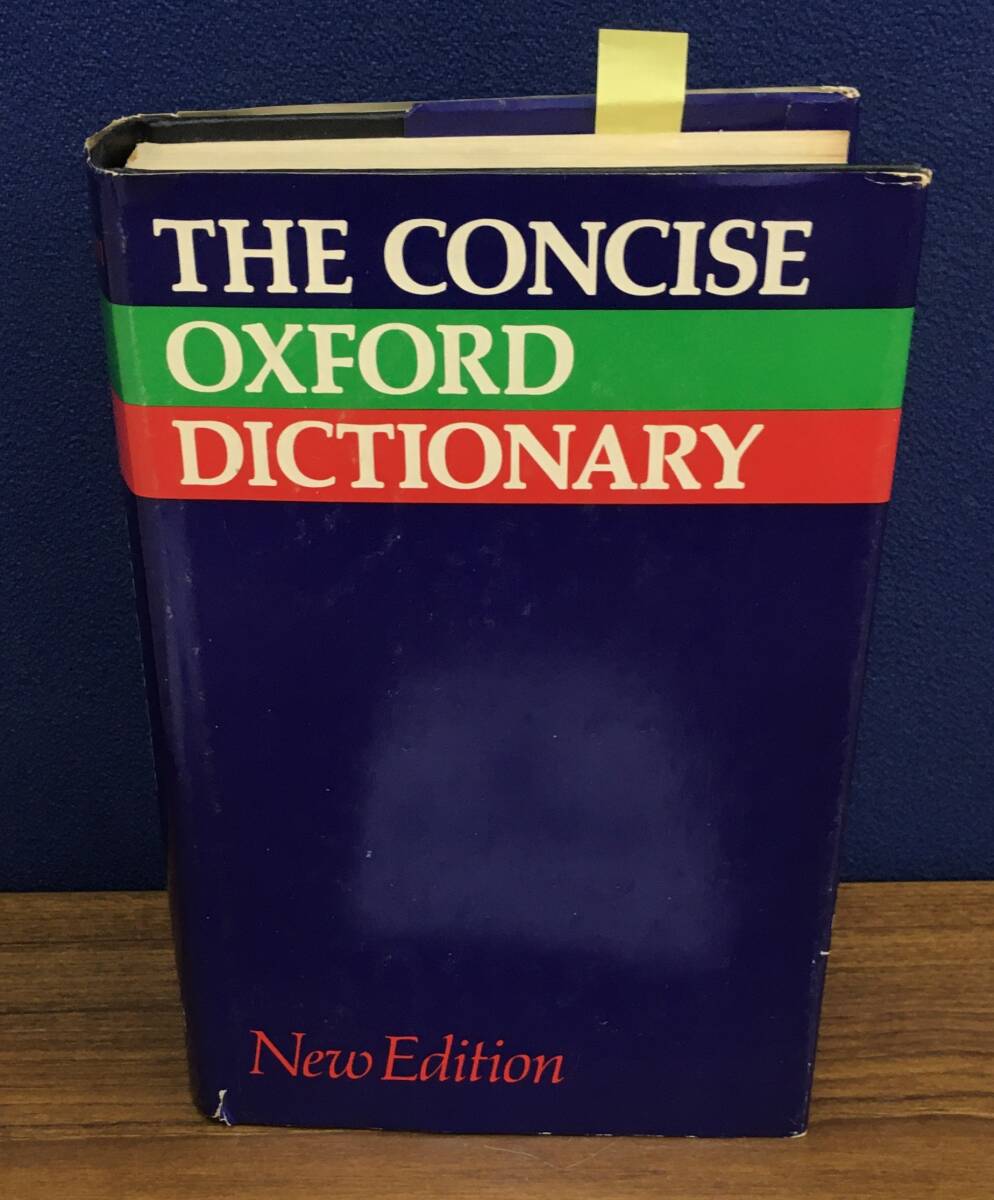 THE CONCISE
OXFORD
DICTIONARY
New Edition